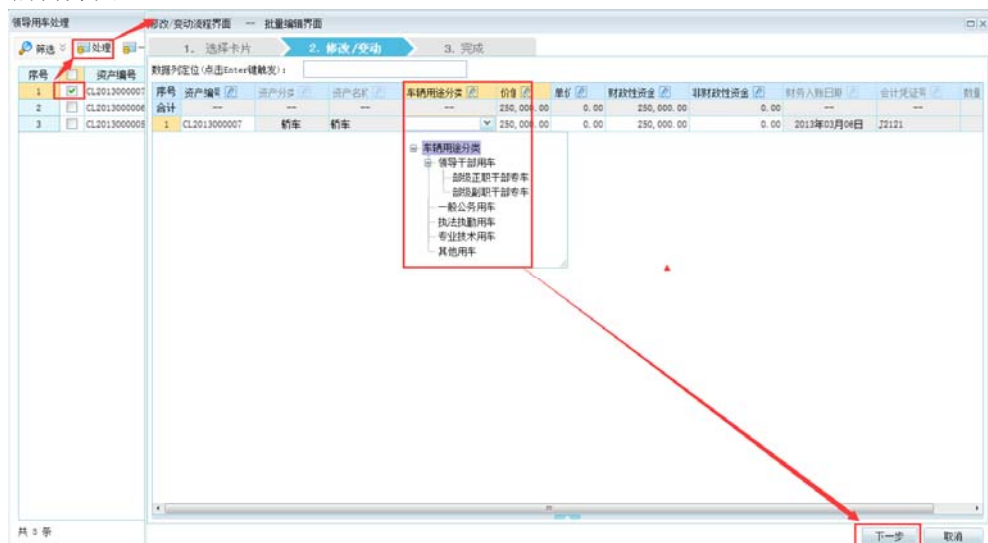 领导用车处理
修改/变动流程界面 -- 批量编辑界面
筛选 处理
1. 选择卡片 2. 修改/变动 3. 完成
数据列定位(点击Enter键触发):
序号 资产编号
1 CL2013000007
2 CL2013000006
3 CL2013000005
序号 资产编号 资产分类 资产名称 车辆用途分类 价值 单价 财政性资金 非财政性资金 财务入账日期 会计凭证号 数量
合计 -- -- -- -- 250,000.00 0.00 250,000.00 0.00 -- --
1 CL2013000007 轿车 轿车 250,000.00 0.00 250,000.00 0.00 2013年03月06日 J2121
车辆用途分类
领导干部用车
部级正职干部专车
部级副职干部专车
一般公务用车
执法执勤用车
专业技术用车
其他用车
共 3 条
下一步 取消